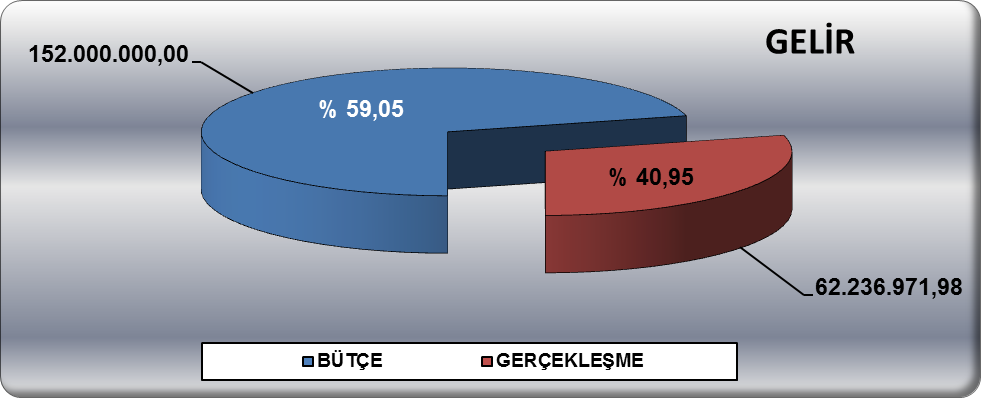 GELİR
152.000.000,00
% 59,05
% 40,95
62.236.971,98
BÜTÇE
GERÇEKLEŞME